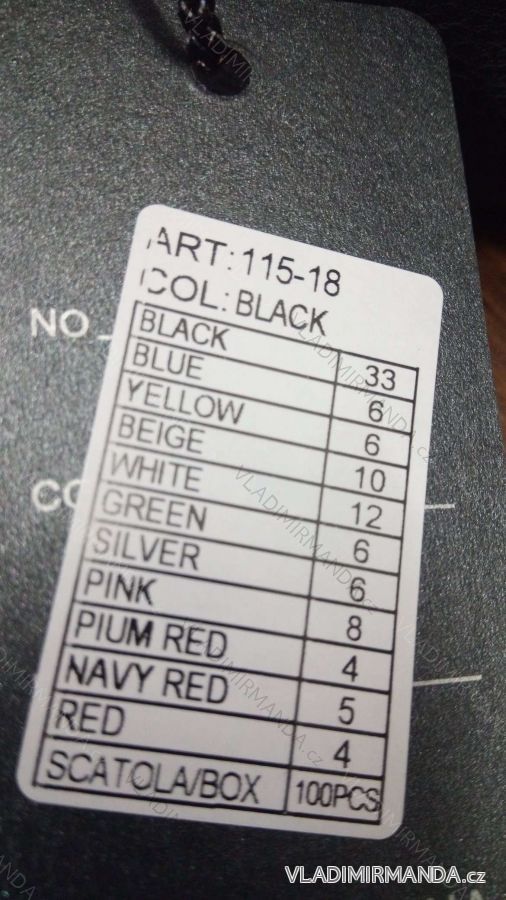 ART:115-18
COL:BLACK
NO
BLACK 33
BLUE 6
YELLOW 6
BEIGE 10
WHITE 12
CO
GREEN 6
SILVER 6
PINK 8
PIUM RED 4
NAVY RED 5
RED 4
SCATOLA/BOX 100PCS
VLADIMIRMANDA.cz